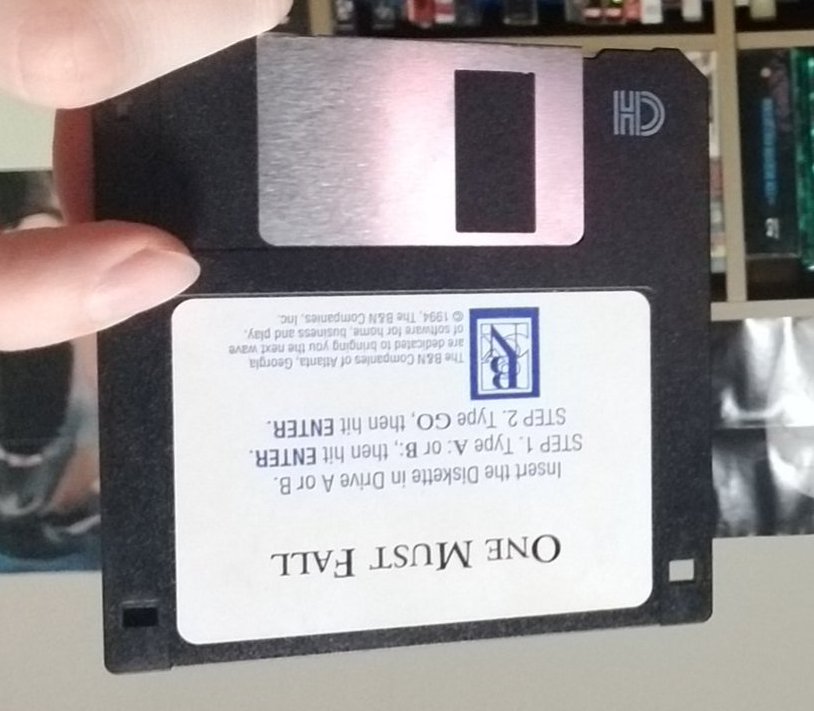 ONE MUST FALL
Insert the Diskette in Drive A or B.
STEP 1. Type A: or B:, then hit ENTER.
STEP 2. Type GO, then hit ENTER.
The B&N Companies of Atlanta, Georgia
are dedicated to bringing you the next wave
of software for home, business and play.
© 1994, The B&N Companies, Inc.
HD